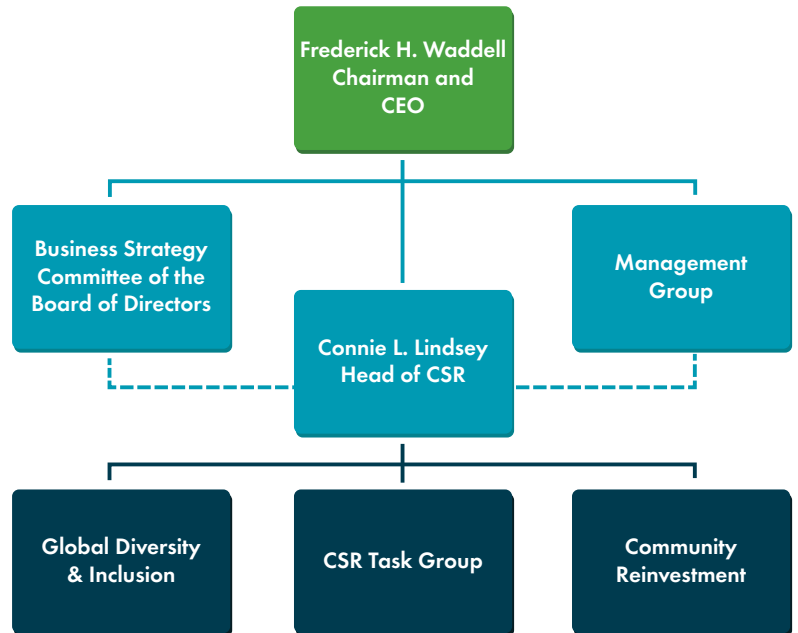 Frederick H. Waddell
Chairman and
CEO
Business Strategy
Committee of the
Board of Directors
Management
Group
Connie L. Lindsey
Head of CSR
Global Diversity
& Inclusion
CSR Task Group
Community
Reinvestment